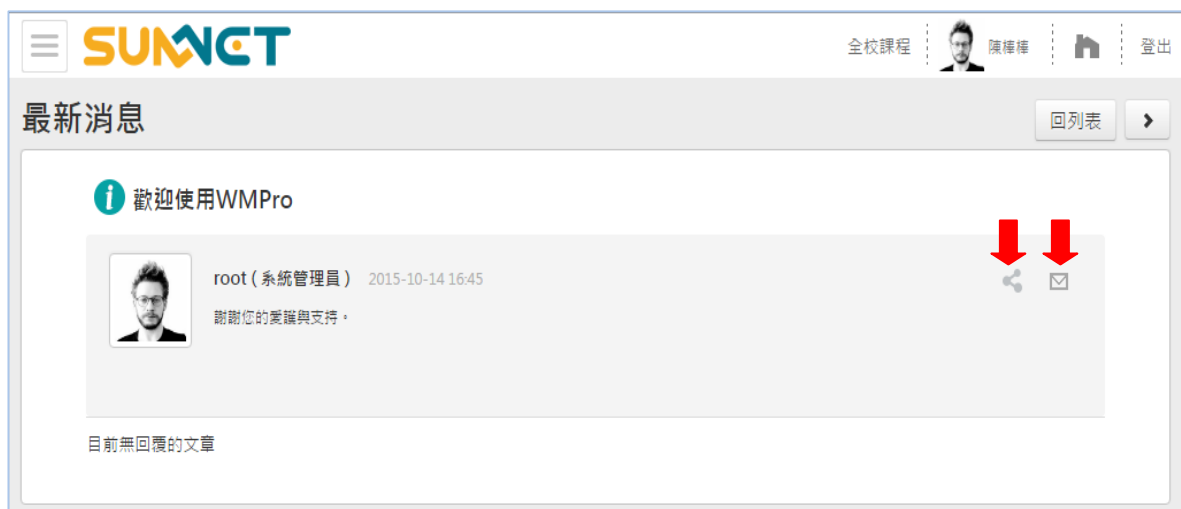 SUNNET
全校課程
陳棒棒
登出
最新消息
回列表
歡迎使用WMPro
root ( 系統管理員 ) 2015-10-14 16:45
謝謝您的愛護與支持。
目前無回覆的文章